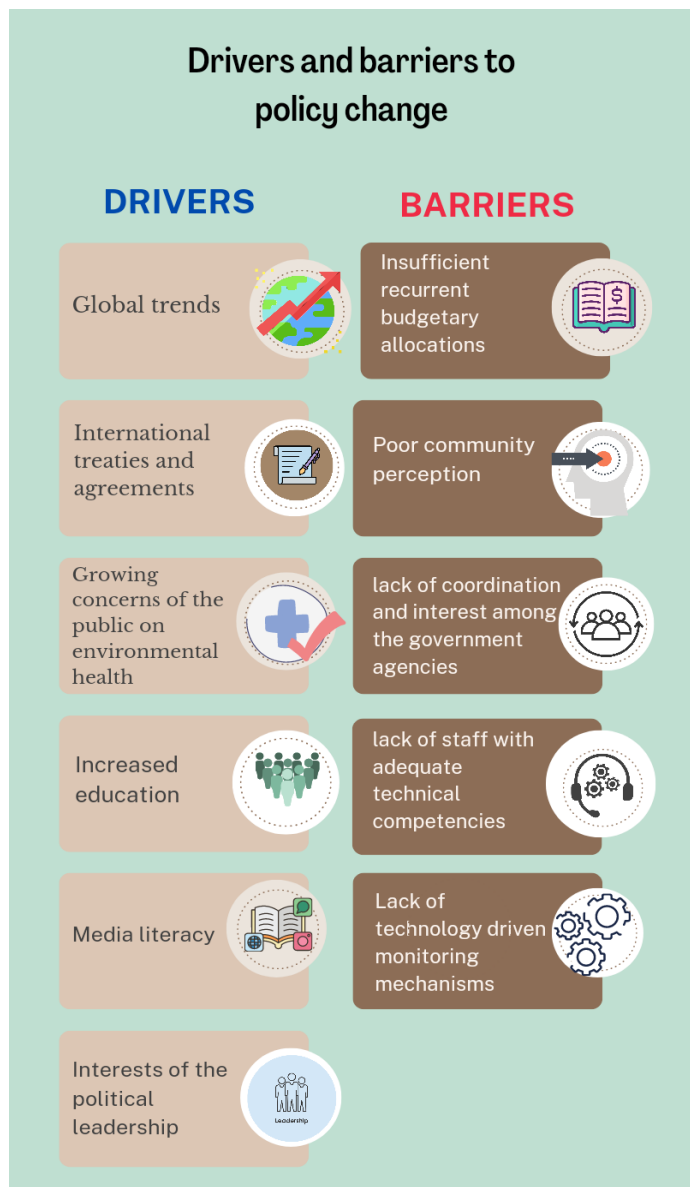 Drivers and barriers to
policy change
DRIVERS
Global trends
International
treaties and
agreements
Growing
concerns of the
public on
environmental
health
Increased
education
Media literacy
Interests of the
political
leadership
Leadership
BARRIERS
Insufficient
recurrent
budgetary
allocations
$
Poor community
perception
lack of coordination
and interest among
the government
agencies
lack of staff with
adequate
technical
competencies
Lack of
technology driven
monitoring
mechanisms